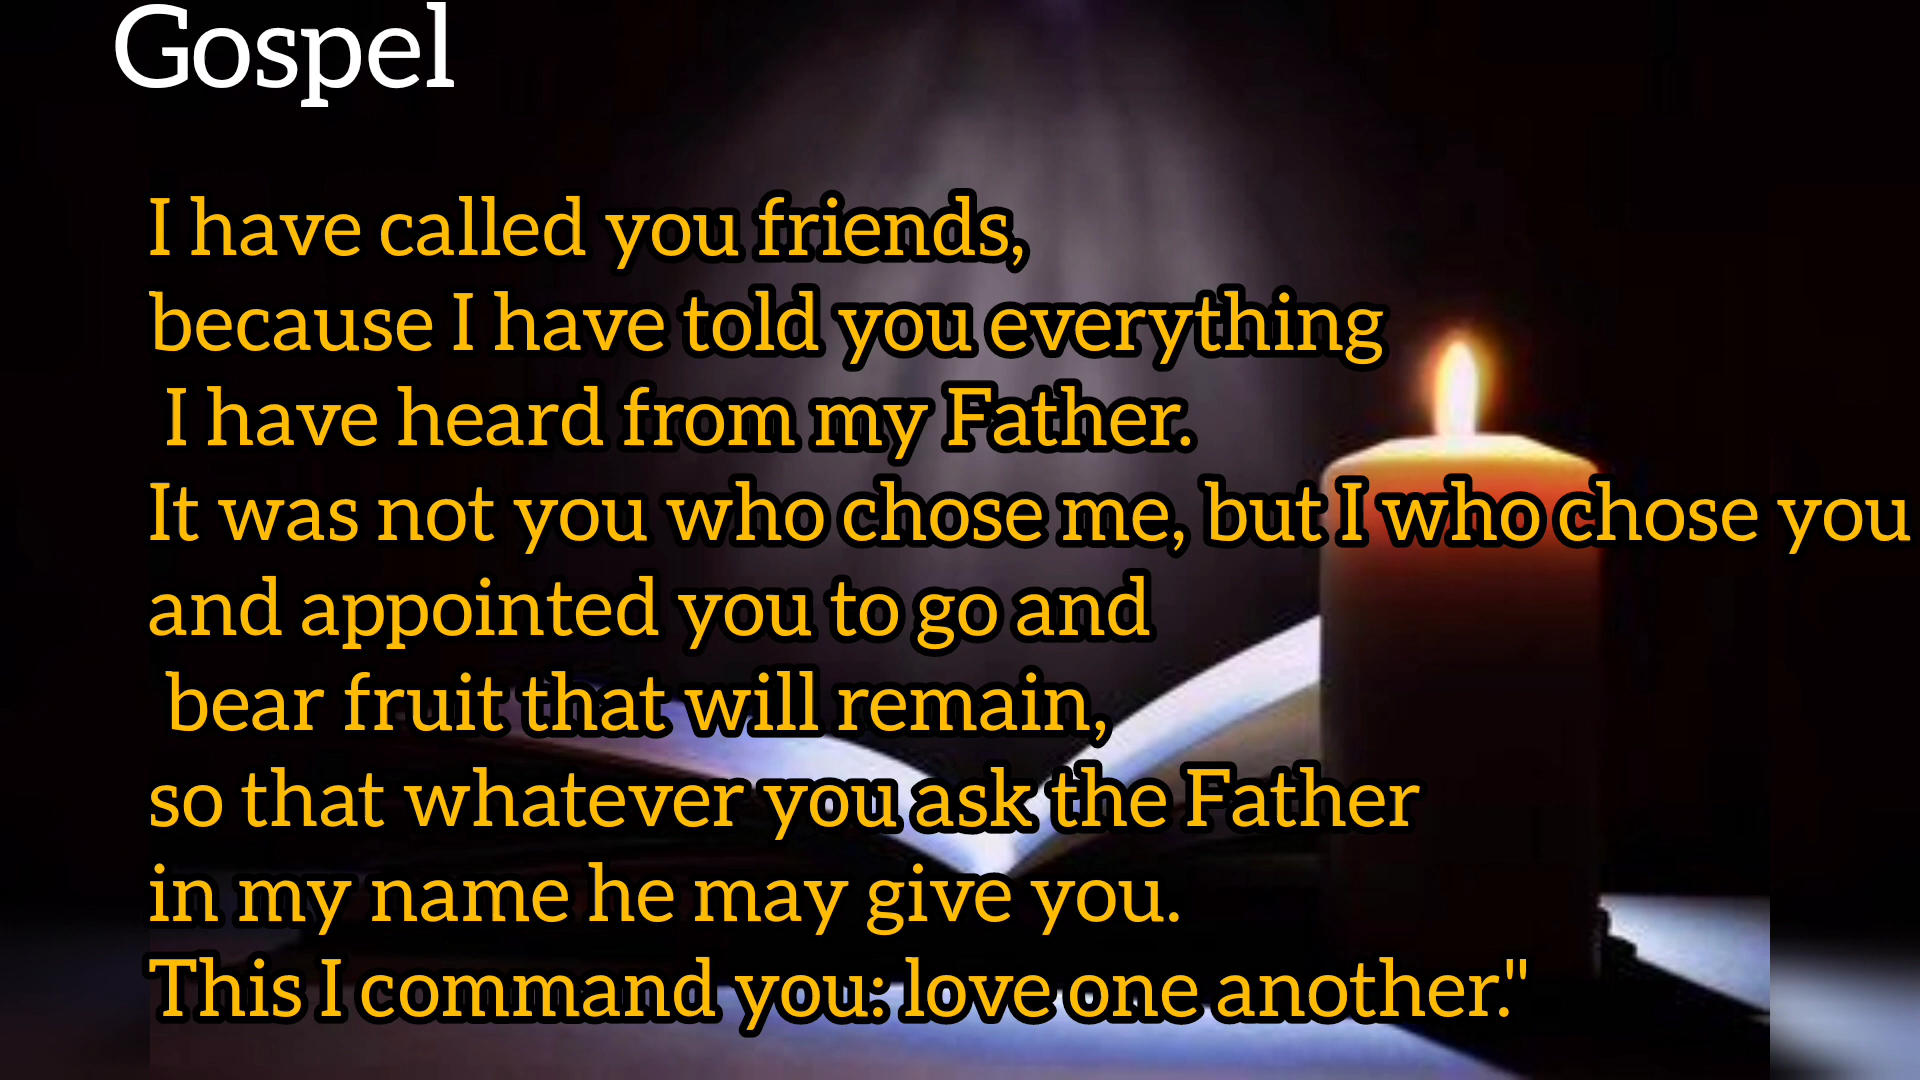 Gospel
I have called you friends,
because I have told you everything
I have heard from my Father.
It was not you who chose me, but I who chose you
and appointed you to go and
bear fruit that will remain,
so that whatever you ask the Father
in my name he may give you.
This I command you: love one another."